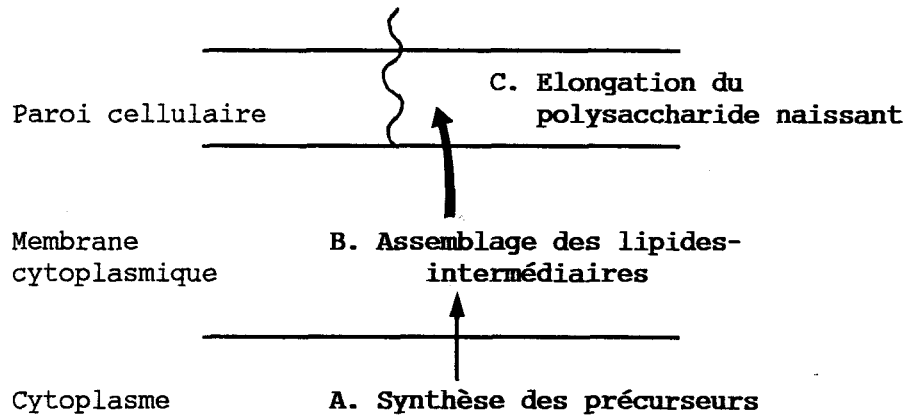 C. Elongation du
Paroi cellulaire
polysaccharide naissant
Membrane
cytoplasmique
B. Assemblage des lipides-
intermédiaires
Cytoplasme
A. Synthèse des précurseurs